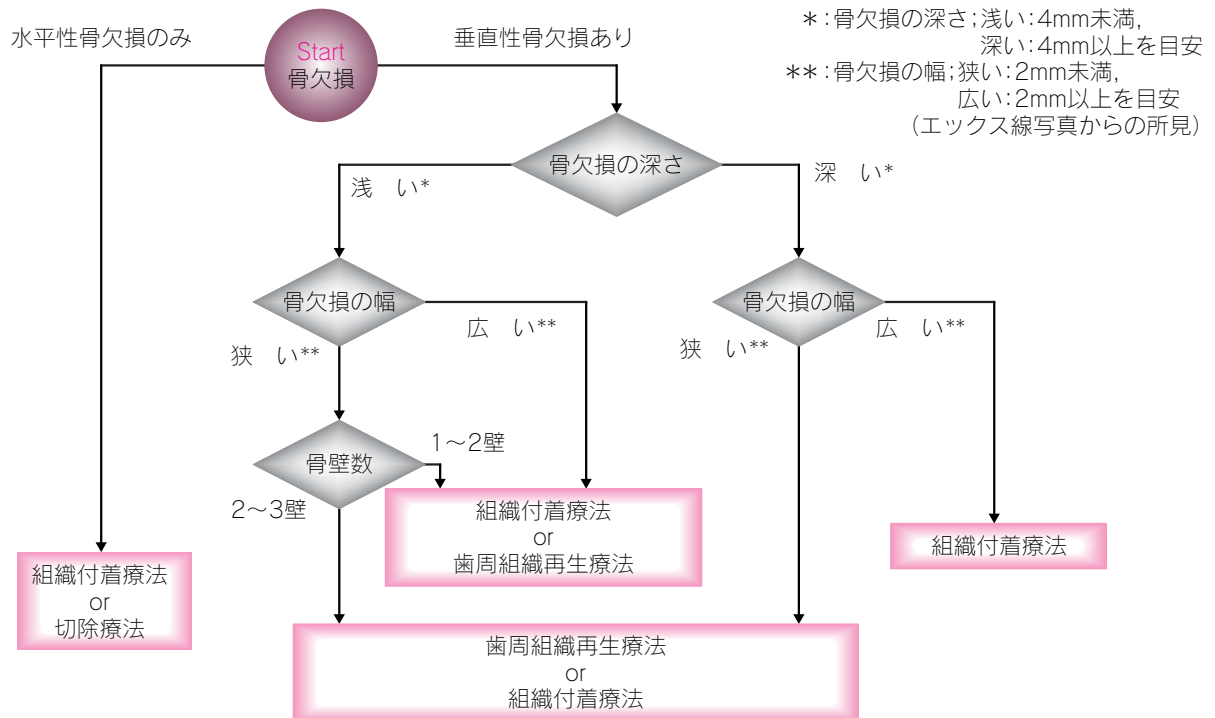 水平性骨欠損のみ
Start
骨欠損
垂直性骨欠損あり
*：骨欠損の深さ；浅い：4mm未満，
深い：4mm以上を目安
**：骨欠損の幅；狭い：2mm未満，
広い：2mm以上を目安
（エックス線写真からの所見）
骨欠損の深さ
浅　い*
深　い*
骨欠損の幅
骨欠損の幅
広　い**
広　い**
狭　い**
狭　い**
骨壁数
1〜2壁
2〜3壁
組織付着療法
or
歯周組織再生療法
組織付着療法
組織付着療法
or
切除療法
歯周組織再生療法
or
組織付着療法